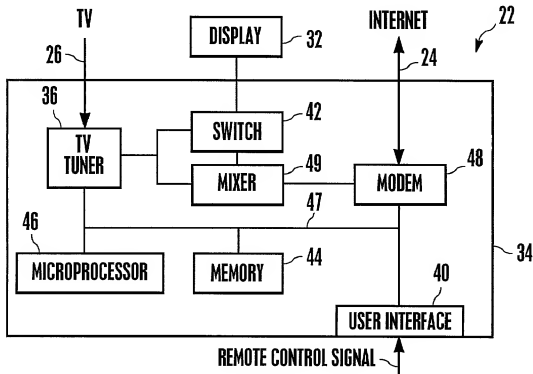 TV
INTERNET
22
DISPLAY
32
26
24
36
42
TV
TUNER
SWITCH
49
48
MIXER
MODEM
47
46
34
MICROPROCESSOR
MEMORY
44
40
USER INTERFACE
REMOTE CONTROL SIGNAL